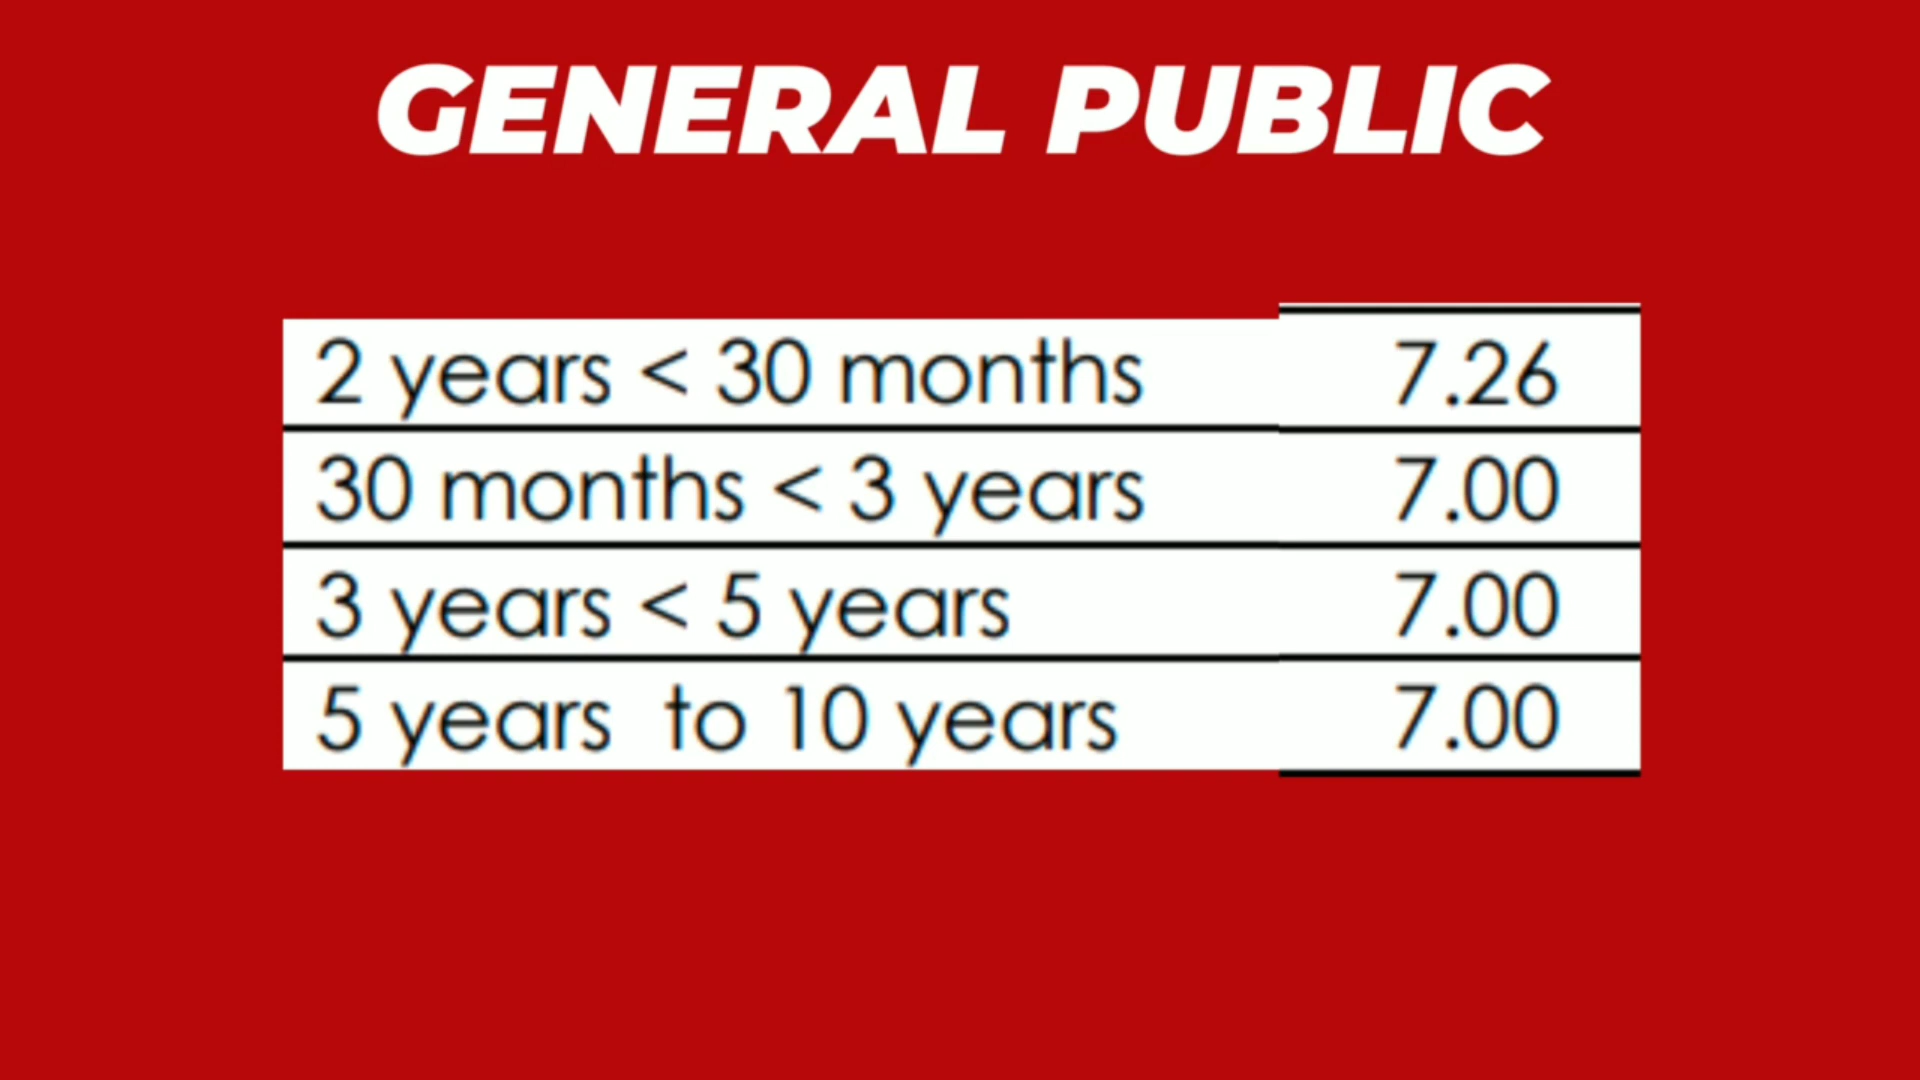 GENERAL PUBLIC
2 years < 30 months 7.26
30 months < 3 years 7.00
3 years < 5 years 7.00
5 years to 10 years 7.00